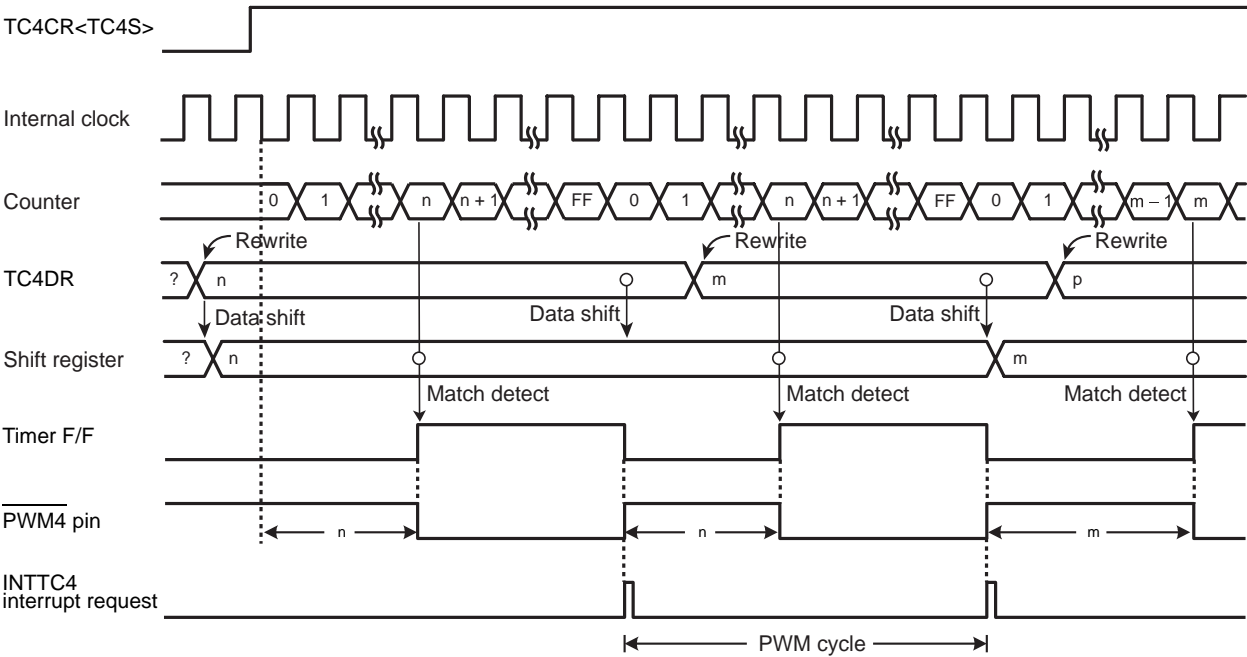 TC4CR<TC4S>
Internal clock
Counter
0 1 n n + 1 FF 0 1 n n + 1 FF 0 1 m – 1 m
Rewrite Rewrite Rewrite
TC4DR
? n m p
Data shift Data shift Data shift
Shift register
? n m
Match detect Match detect Match detect
Timer F/F
PWM4 pin
n n m
INTTC4
interrupt request
PWM cycle